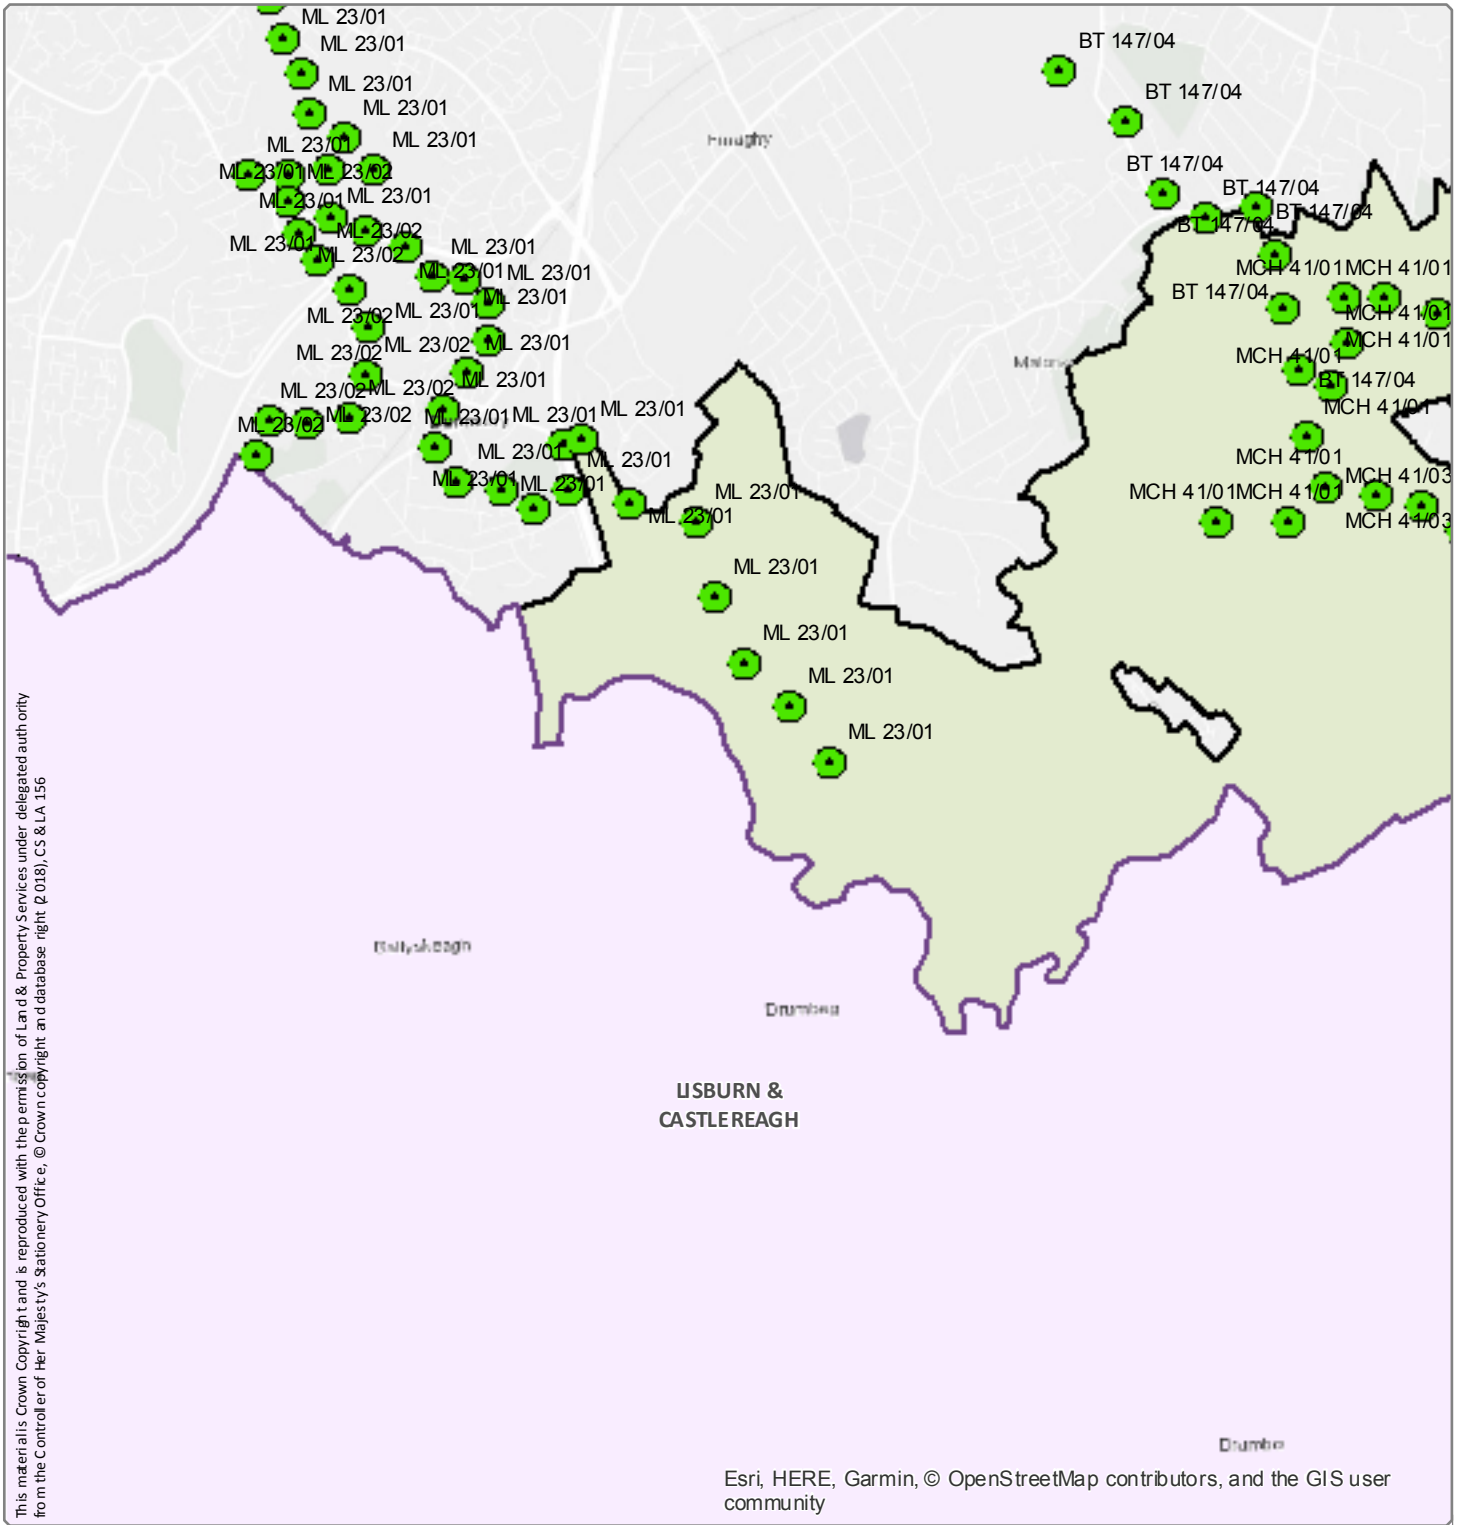 ML 23/01
ML 23/01
BT 147/04
ML 23/01
BT 147/04
ML 23/01
ML 23/01
Finaghy
ML 23/01
BT 147/04
ML 23/01
ML 23/02
BT 147/04
ML 23/01
ML 23/01
BT 147/04
BT 147/04
ML 23/02
ML 23/01
ML 23/01
ML 23/02
ML 23/01
ML 23/01
MCH 41/01
MCH 41/01
BT 147/04
ML 23/01
ML 23/02
ML 23/01
MCH 41/01
ML 23/02
ML 23/02
ML 23/01
MCH 41/01
MCH 41/01
ML 23/01
BT 147/04
ML 23/02
ML 23/02
MCH 41/01
ML 23/02
ML 23/02
ML 23/01
ML 23/01
ML 23/01
ML 23/01
ML 23/01
MCH 41/01
ML 23/01
ML 23/01
ML 23/01
MCH 41/01
MCH 41/01
MCH 41/03
ML 23/01
MCH 41/03
ML 23/01
ML 23/01
ML 23/01
ML 23/01
Ballyskeagh
Drumbeg
LISBURN &
CASTLEREAGH
Esri, HERE, Garmin, © OpenStreetMap contributors, and the GIS user
community
This material is Crown Copyright and is reproduced with the permission of Land & Property Services under delegated authority
from the Controller of Her Majesty's Stationery Office, © Crown copyright and database right (2018), CS & LA 156